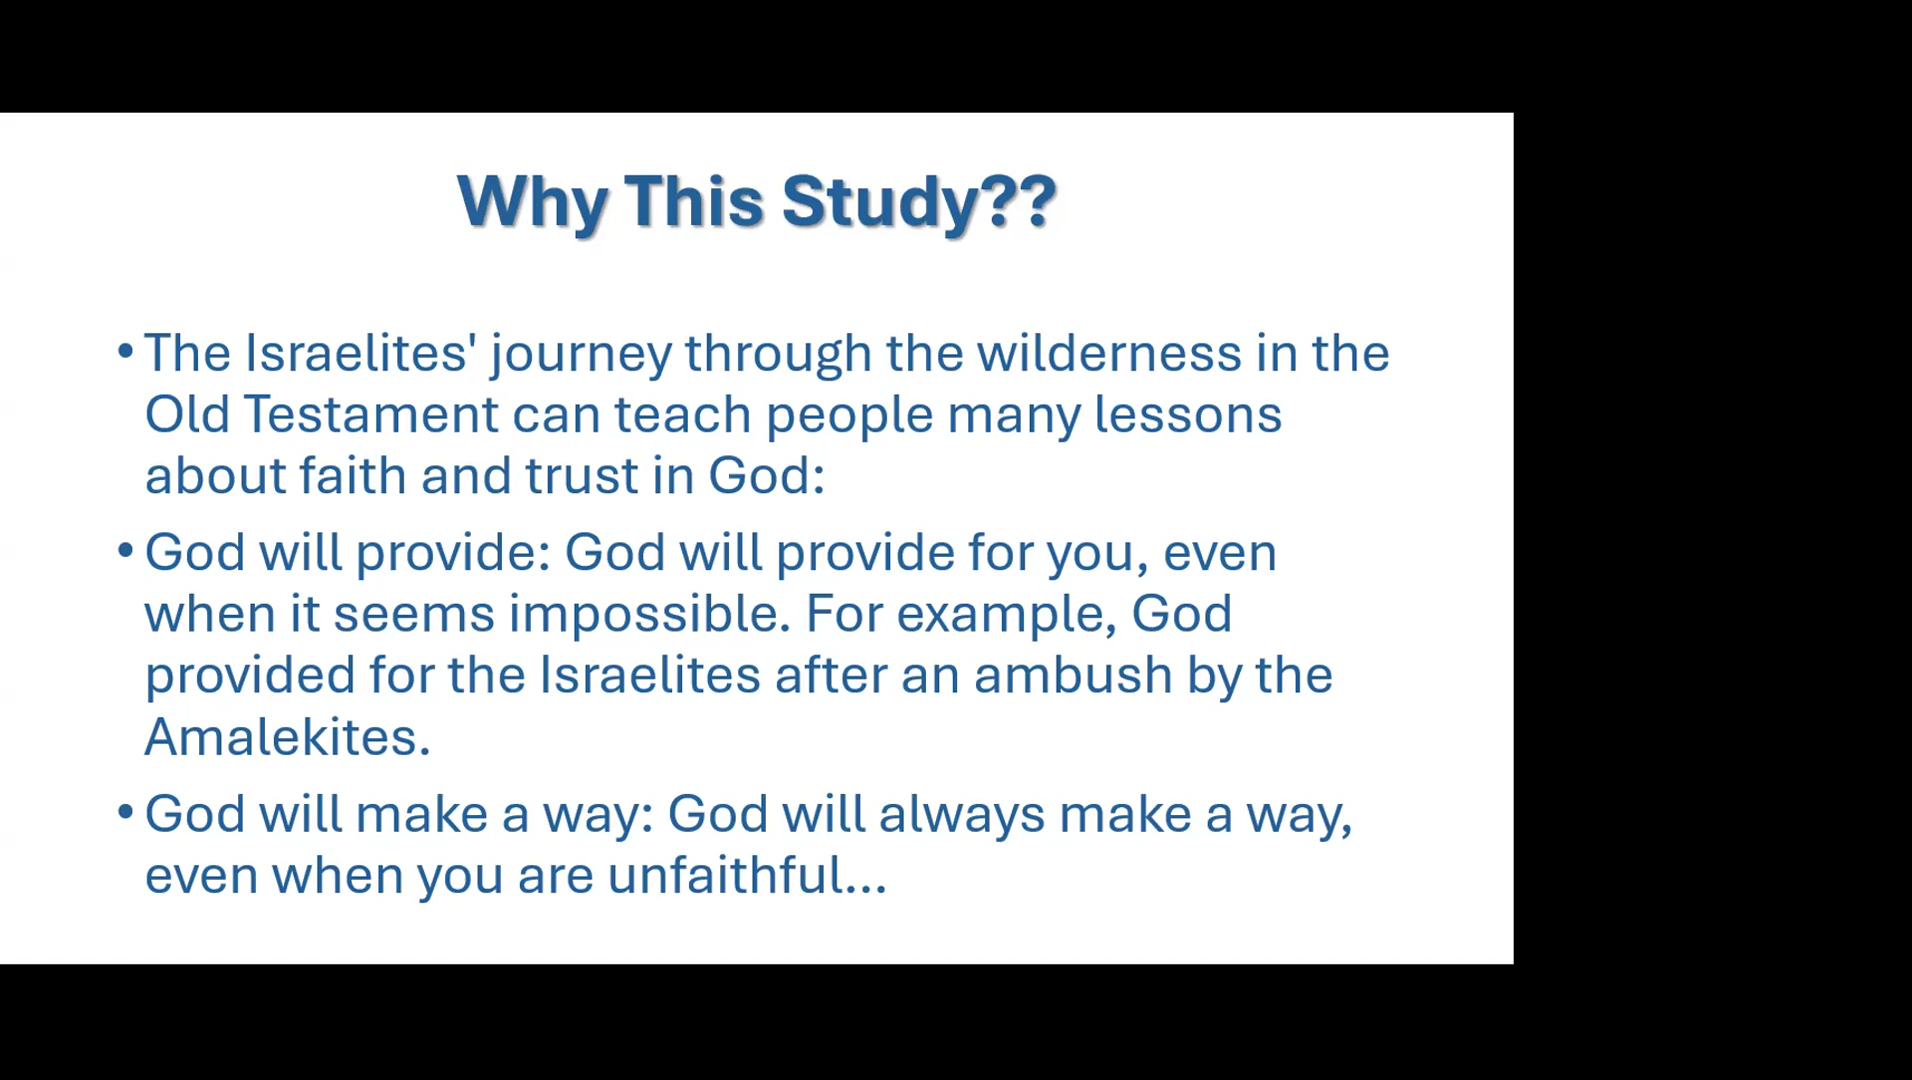 Why This Study??
• The Israelites' journey through the wilderness in the
Old Testament can teach people many lessons
about faith and trust in God:
• God will provide: God will provide for you, even
when it seems impossible. For example, God
provided for the Israelites after an ambush by the
Amalekites.
• God will make a way: God will always make a way,
even when you are unfaithful...